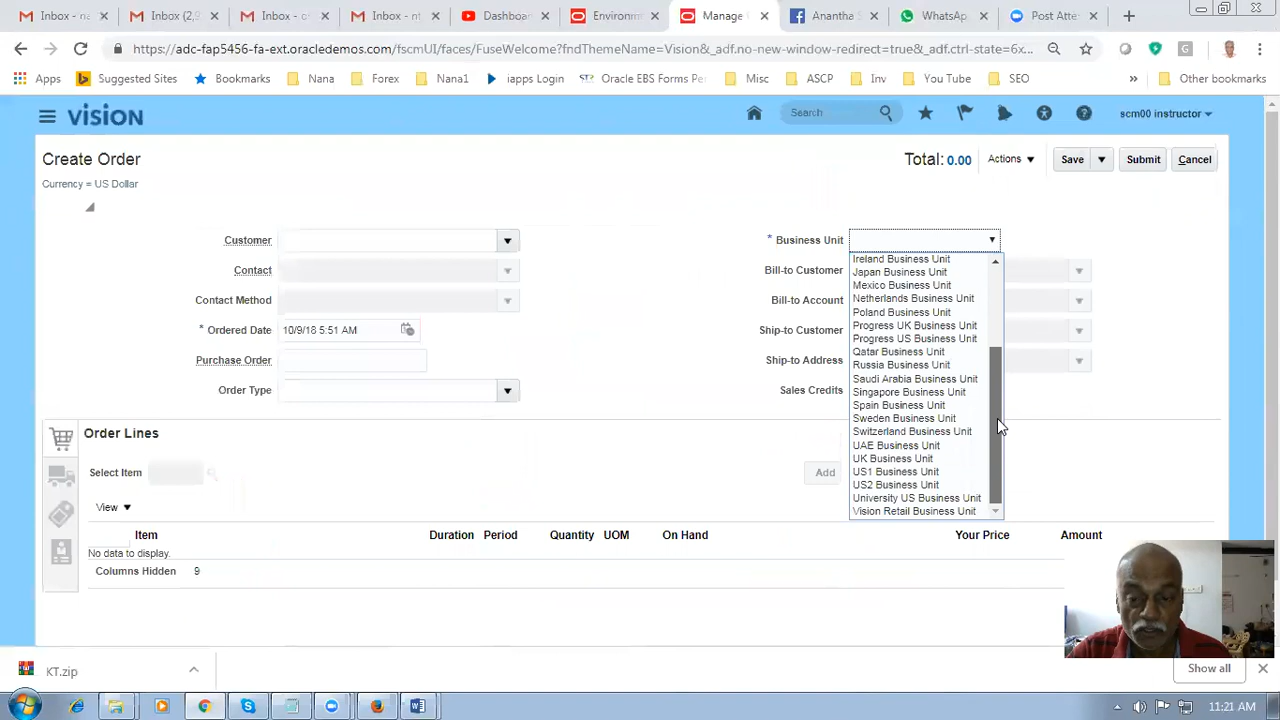 Inbox - na
Inbox (2,9
Inbox - c
Inbox - nt
Dashboar
Environm
Manage
Anantha S
WhatsAp
Post Atte
https://adc-fap5456-fa-ext.oracledemos.com/fscmUI/faces/FuseWelcome?fndThemeName=Vision&_adf.no-new-window-redirect=true&_adf.ctrl-state=6x...
Apps
Suggested Sites
Bookmarks
Nana
Forex
Nana1
iapps Login
Oracle EBS Forms Pe
Misc
ASCP
Inv
You Tube
SEO
»
Other bookmarks
VISION
Search
scm00 instructor
Create Order
Total: 0.00
Actions
Save
Submit
Cancel
Currency = US Dollar
Customer
* Business Unit
Contact
Bill-to Customer
Contact Method
Bill-to Account
* Ordered Date
10/9/18 5:51 AM
Ship-to Customer
Purchase Order
Ship-to Address
Order Type
Sales Credits
Ireland Business Unit
Japan Business Unit
Mexico Business Unit
Netherlands Business Unit
Poland Business Unit
Progress UK Business Unit
Progress US Business Unit
Qatar Business Unit
Russia Business Unit
Saudi Arabia Business Unit
Singapore Business Unit
Spain Business Unit
Sweden Business Unit
Switzerland Business Unit
UAE Business Unit
UK Business Unit
US1 Business Unit
US2 Business Unit
University US Business Unit
Vision Retail Business Unit
Order Lines
Select Item
Add
View
Item
Duration
Period
Quantity
UOM
On Hand
Your Price
Amount
No data to display.
Columns Hidden 9
KT.zip
Show all
11:21 AM